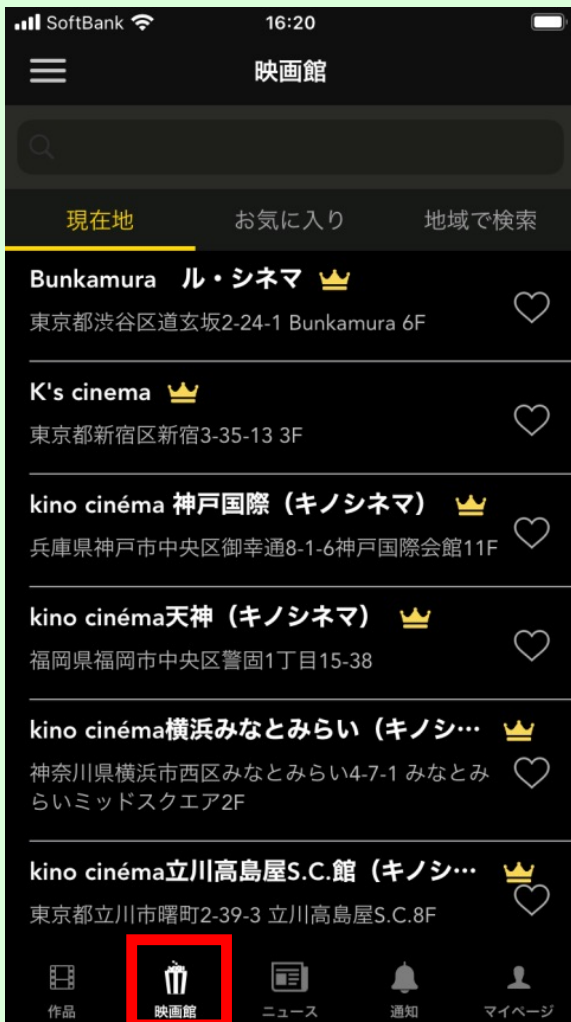 SoftBank 16:20
映画館
現在地 お気に入り 地域で検索
Bunkamura　ル・シネマ
東京都渋谷区道玄坂2-24-1 Bunkamura 6F
K's cinema
東京都新宿区新宿3-35-13 3F
kino cinéma 神戸国際（キノシネマ）
兵庫県神戸市中央区御幸通8-1-6神戸国際会館11F
kino cinéma天神（キノシネマ）
福岡県福岡市中央区警固1丁目15-38
kino cinéma横浜みなとみらい（キノシ…
神奈川県横浜市西区みなとみらい4-7-1 みなとみ
らいミッドスクエア2F
kino cinéma立川高島屋S.C.館（キノシ…
東京都立川市曙町2-39-3 立川高島屋S.C.8F
作品 映画館 ニュース 通知 マイページ